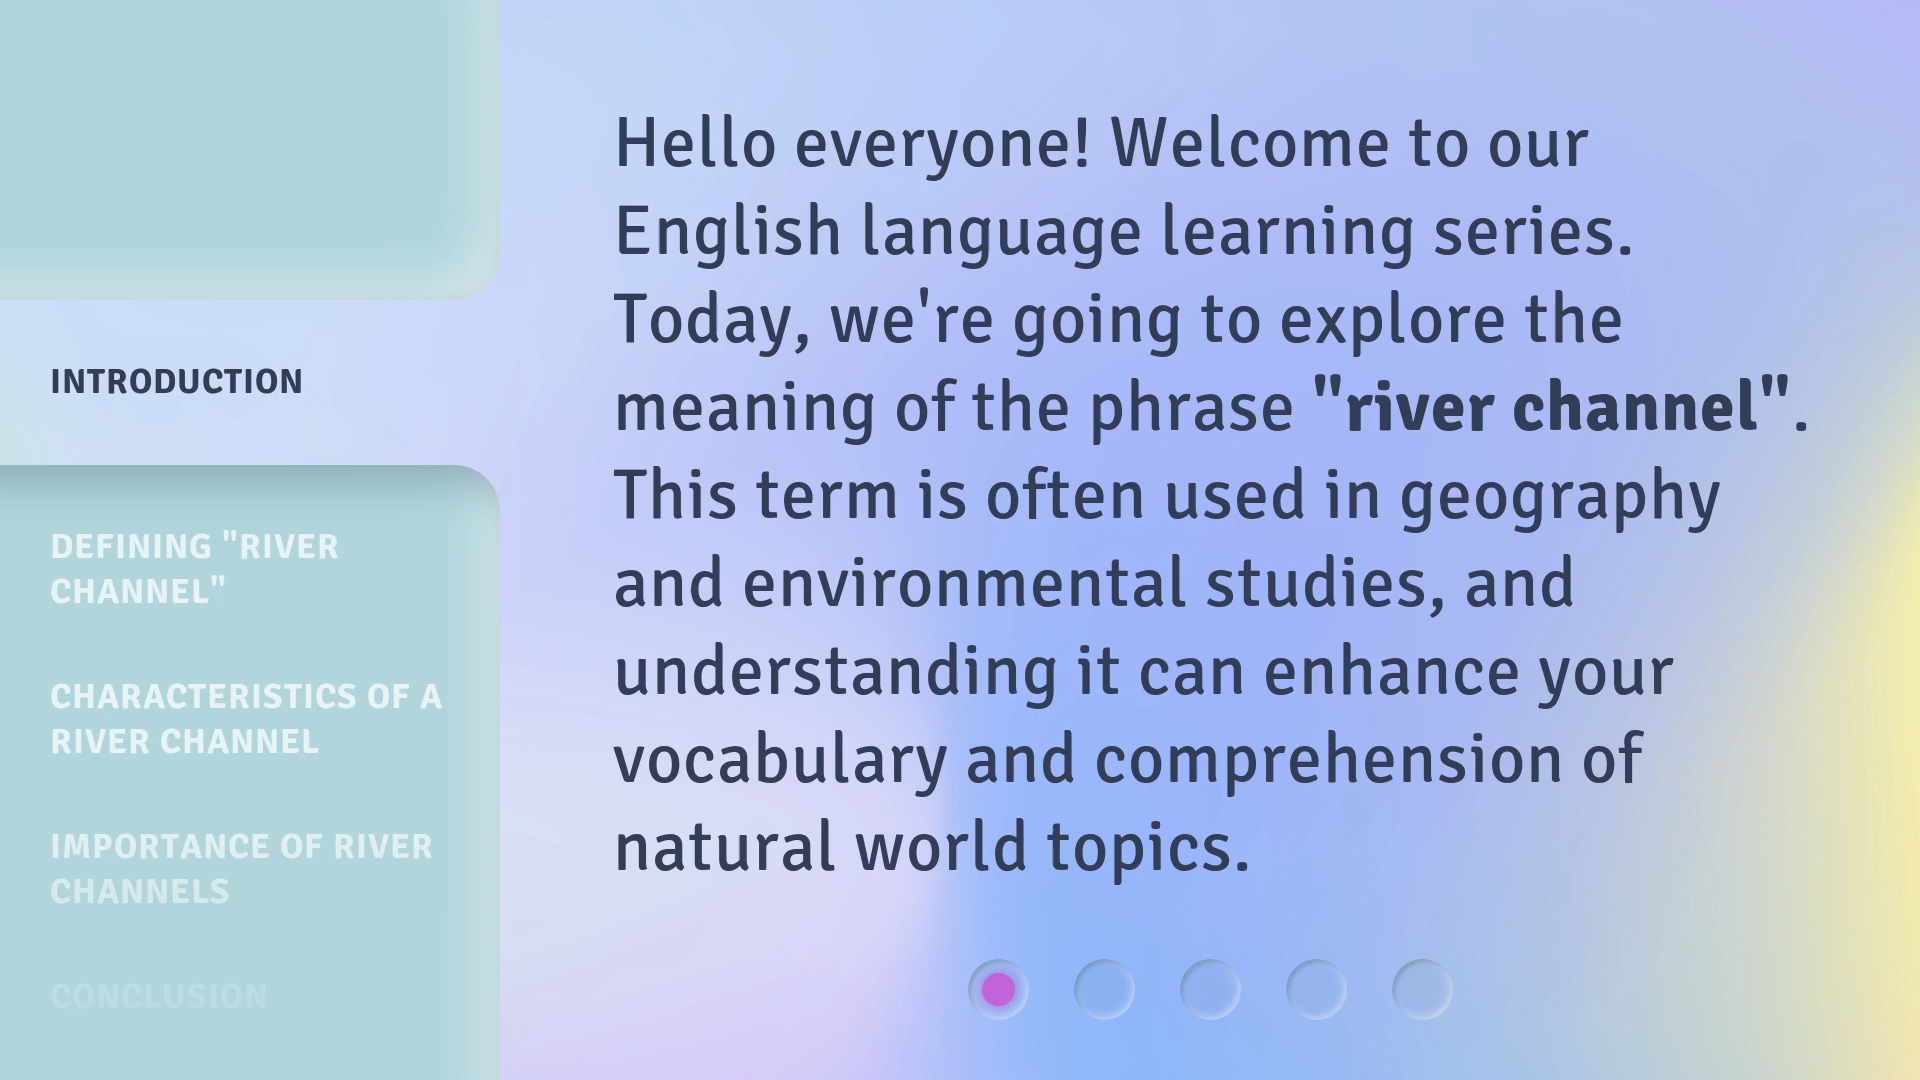 INTRODUCTION
DEFINING "RIVER
CHANNEL"
CHARACTERISTICS OF A
RIVER CHANNEL
IMPORTANCE OF RIVER
CHANNELS
CONCLUSION
Hello everyone! Welcome to our
English language learning series.
Today, we're going to explore the
meaning of the phrase "river channel".
This term is often used in geography
and environmental studies, and
understanding it can enhance your
vocabulary and comprehension of
natural world topics.